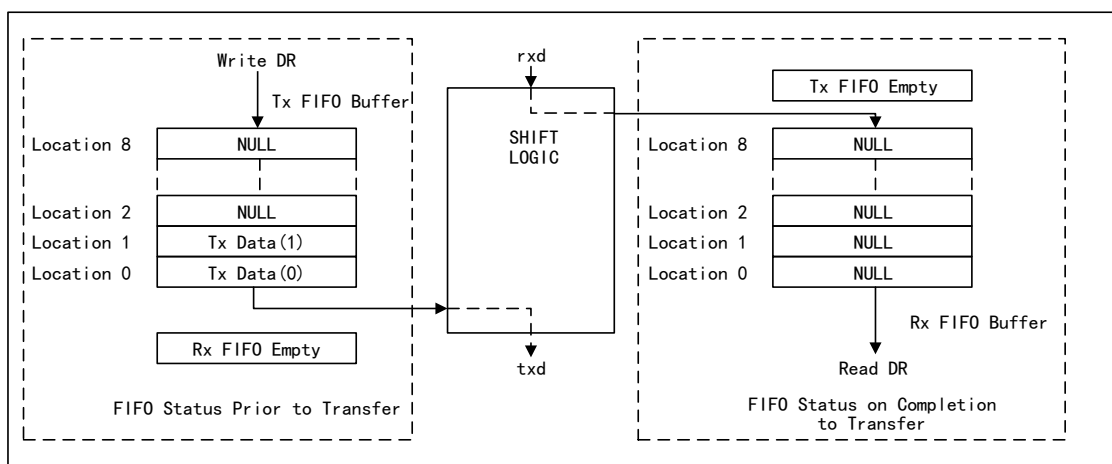 Write DR
Tx FIFO Buffer
Location 8 NULL
Location 2 NULL
Location 1 Tx Data(1)
Location 0 Tx Data(0)
Rx FIFO Empty
FIFO Status Prior to Transfer
rxd
SHIFT
LOGIC
txd
Tx FIFO Empty
Location 8 NULL
Location 2 NULL
Location 1 NULL
Location 0 NULL
Rx FIFO Buffer
Read DR
FIFO Status on Completion
to Transfer